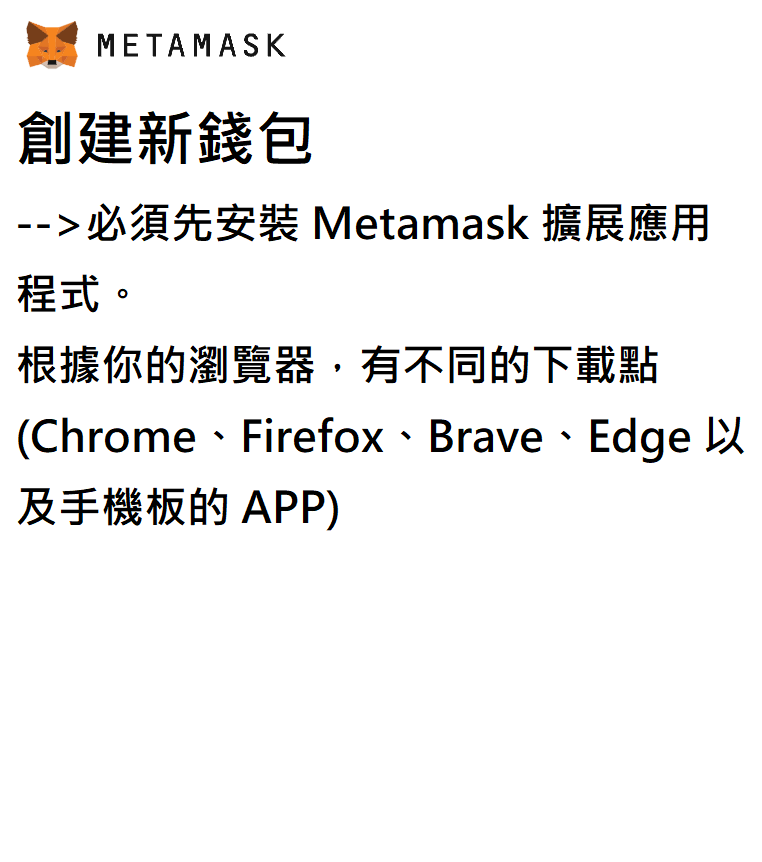 METAMASK
創建新錢包
-->必須先安裝 Metamask 擴展應用
程式。
根據你的瀏覽器，有不同的下載點
(Chrome、Firefox、Brave、Edge 以
及手機板的 APP)